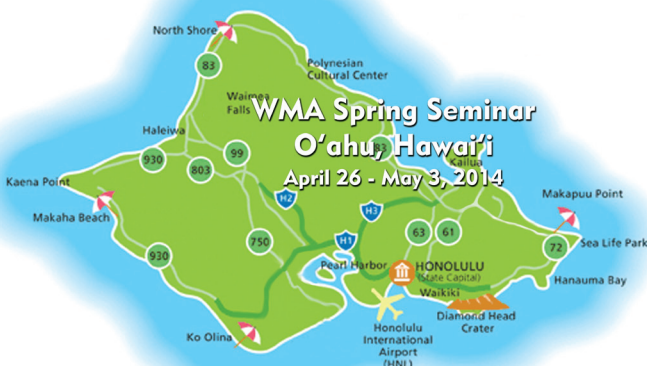 North Shore
83
Polynesian
Cultural Center
Waimea
Falls
WMA Spring Seminar
O'ahu, Hawai'i
April 26 - May 3, 2014
Haleiwa
83
Kailua
930
803
99
Kaena Point
Makaha Beach
H2
H3
Makapuu Point
930
750
H1
63
61
72
Sea Life Park
Pearl Harbor
HONOLULU
(State Capital)
Hanauma Bay
Waikiki
Ko Olina
Diamond Head
Crater
Honolulu
International
Airport
(HNL)